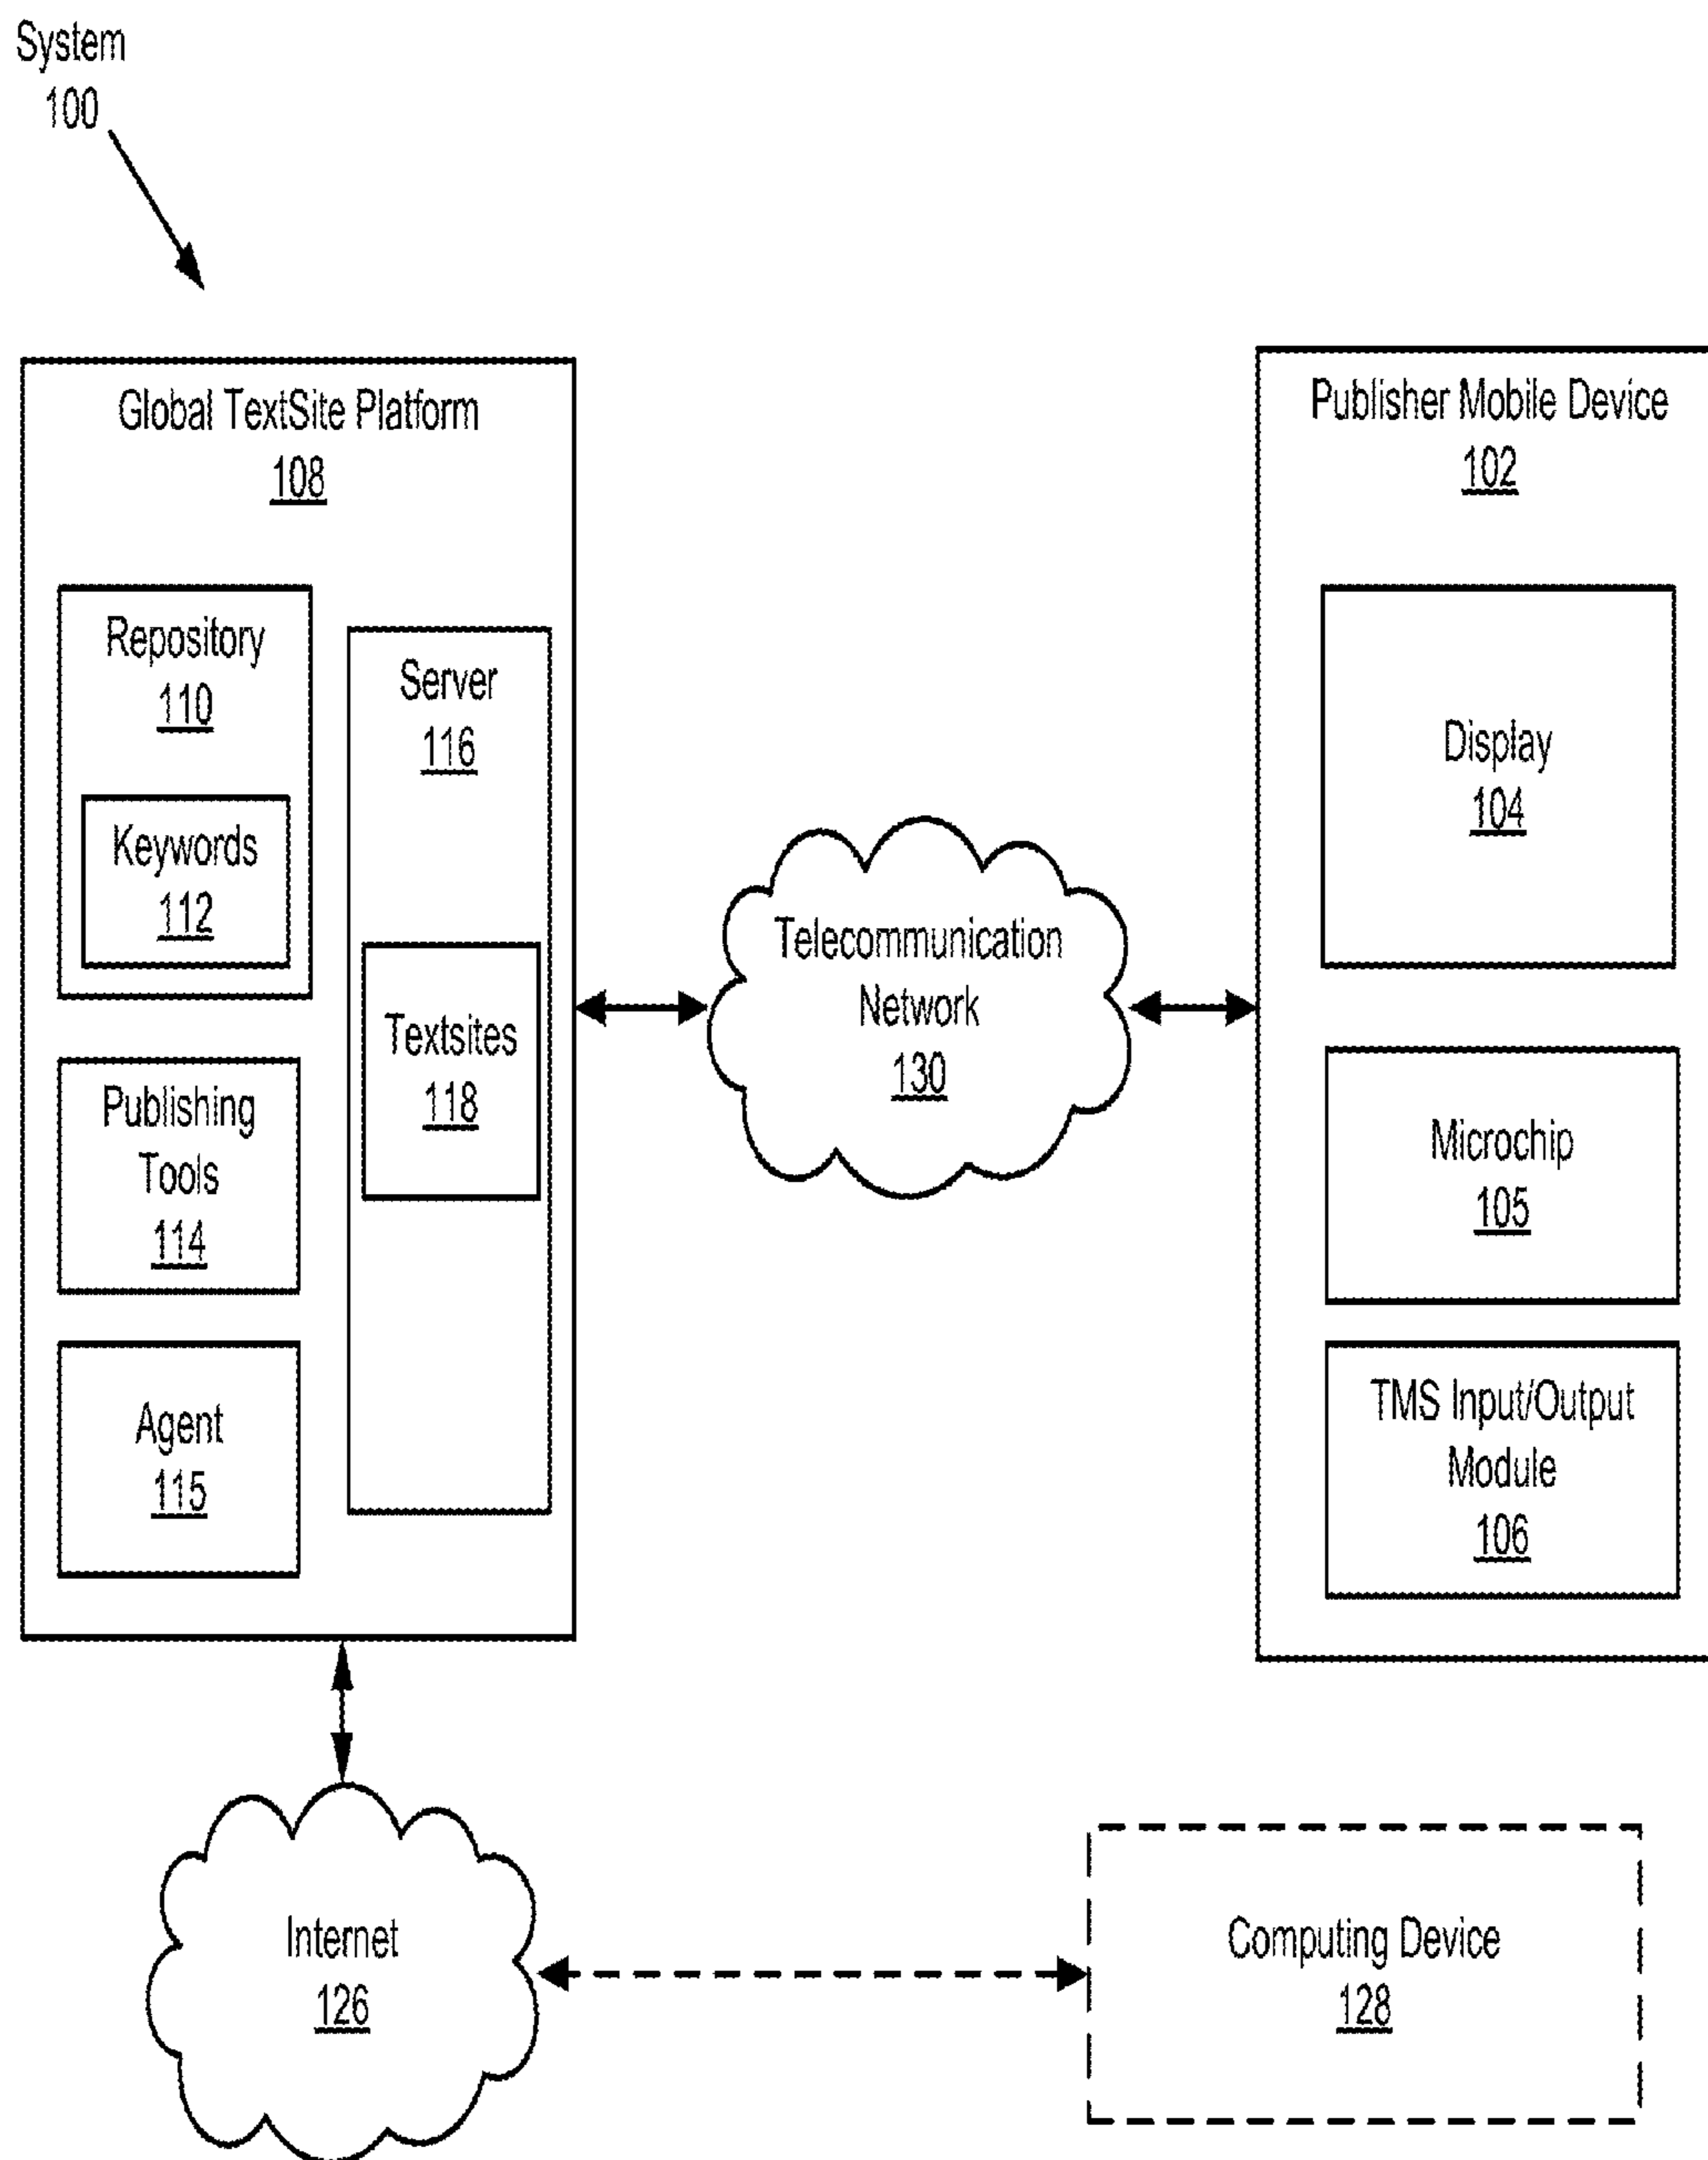 System
100
Global TextSite Platform
108
Repository
110
Keywords
112
Server
116
Textsites
118
Publishing
Tools
114
Agent
115
Telecommunication
Network
130
Publisher Mobile Device
102
Display
104
Microchip
105
TMS Input/Output
Module
106
Internet
126
Computing Device
128